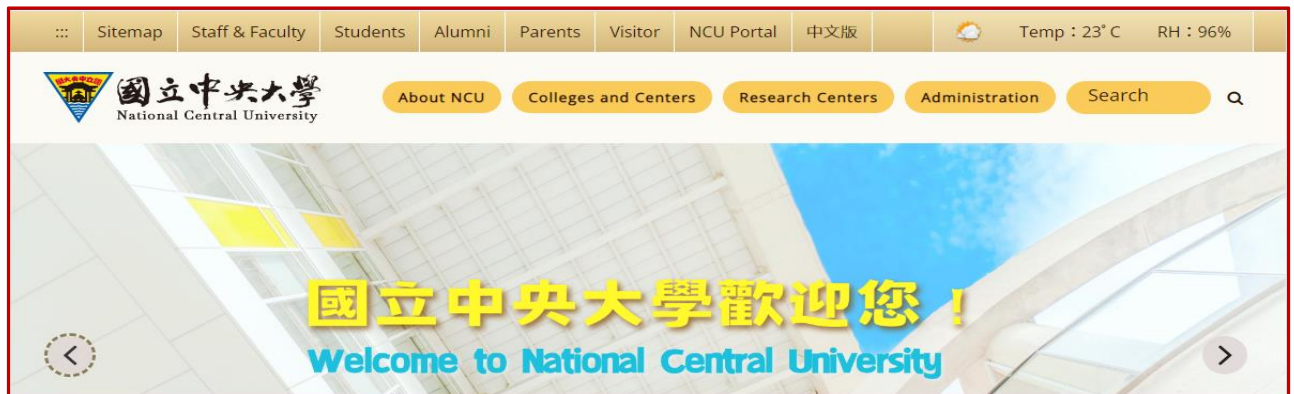 ::: Sitemap Staff & Faculty Students Alumni Parents Visitor NCU Portal 中文版 Temp：23°C RH：96%
國立中央大學
National Central University
About NCU Colleges and Centers Research Centers Administration Search
國立中央大學歡迎您！
Welcome to National Central University